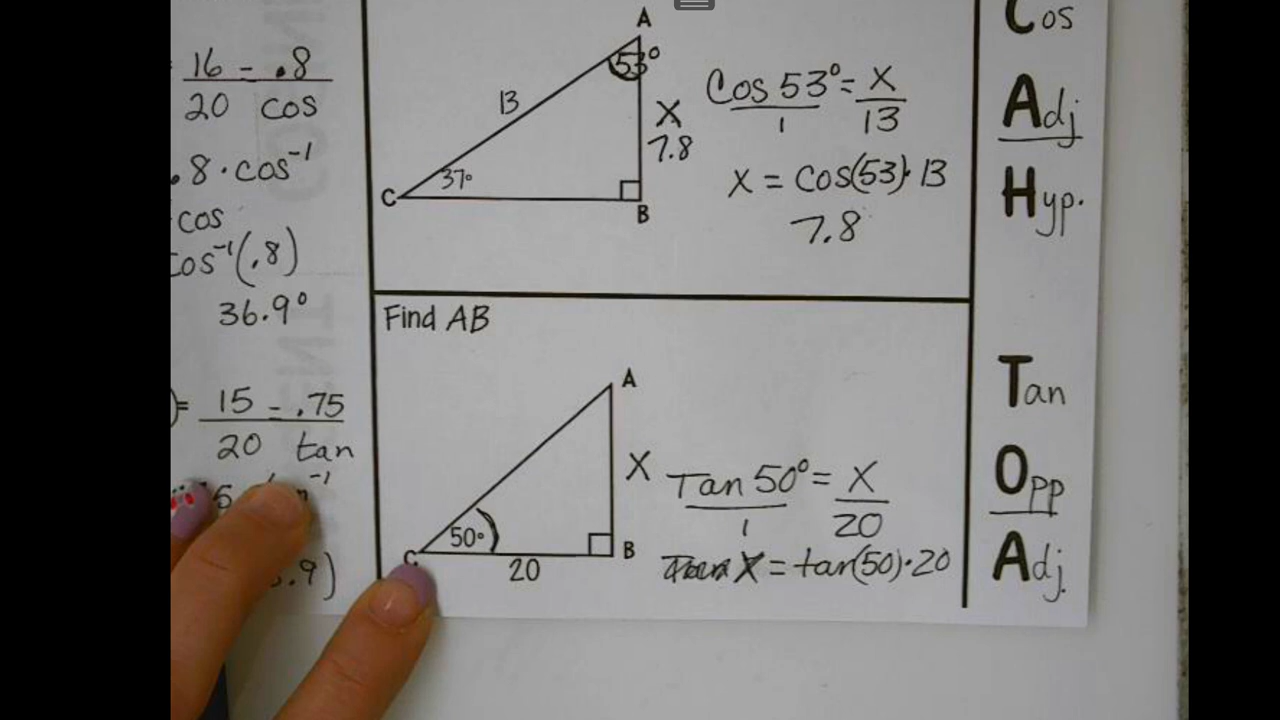 16 = .8
20 cos
.8 · cos⁻¹
cos
cos⁻¹(.8)
36.9°
)= 15 = .75
20 tan
⁻¹
.9)
A
53°
13
X
7.8
37°
C
B
Cos 53° = X
1 13
x = cos(53)·13
7.8
Find AB
A
X
50°
C
20
B
Tan 50° = X
1 20
X = tan(50)·20
Cos
Adj
Hyp.
Tan
Opp
Adj.